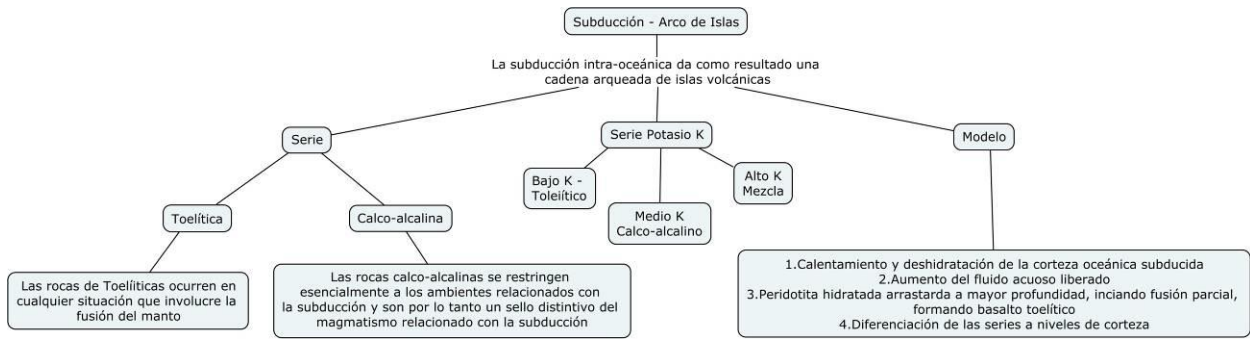 Subducción - Arco de Islas
La subducción intra-oceánica da como resultado una
cadena arqueada de islas volcánicas
Serie
Serie Potasio K
Modelo
Bajo K -
Toleiítico
Alto K
Mezcla
Medio K
Calco-alcalino
Toelítica
Calco-alcalina
Las rocas de Toelíiticas ocurren en
cualquier situación que involucre la
fusión del manto
Las rocas calco-alcalinas se restringen
esencialmente a los ambientes relacionados con
la subducción y son por lo tanto un sello distintivo del
magmatismo relacionado con la subducción
1.Calentamiento y deshidratación de la corteza oceánica subducida
2.Aumento del fluido acuoso liberado
3.Peridotita hidratada arrastarda a mayor profundidad, inciando fusión parcial,
formando basalto toelítico
4.Diferenciación de las series a niveles de corteza